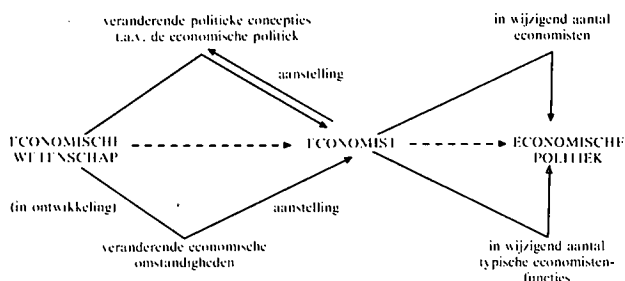 veranderende politieke concepties
t.a.v. de economische politiek
in wijzigend aantal
economisten
aanstelling
ECONOMISCHE
WETENSCHAP
ECONOMIST
ECONOMISCHE
POLITIEK
(in ontwikkeling)
aanstelling
veranderende economische
omstandigheden
in wijzigend aantal
typische economisten-
functies